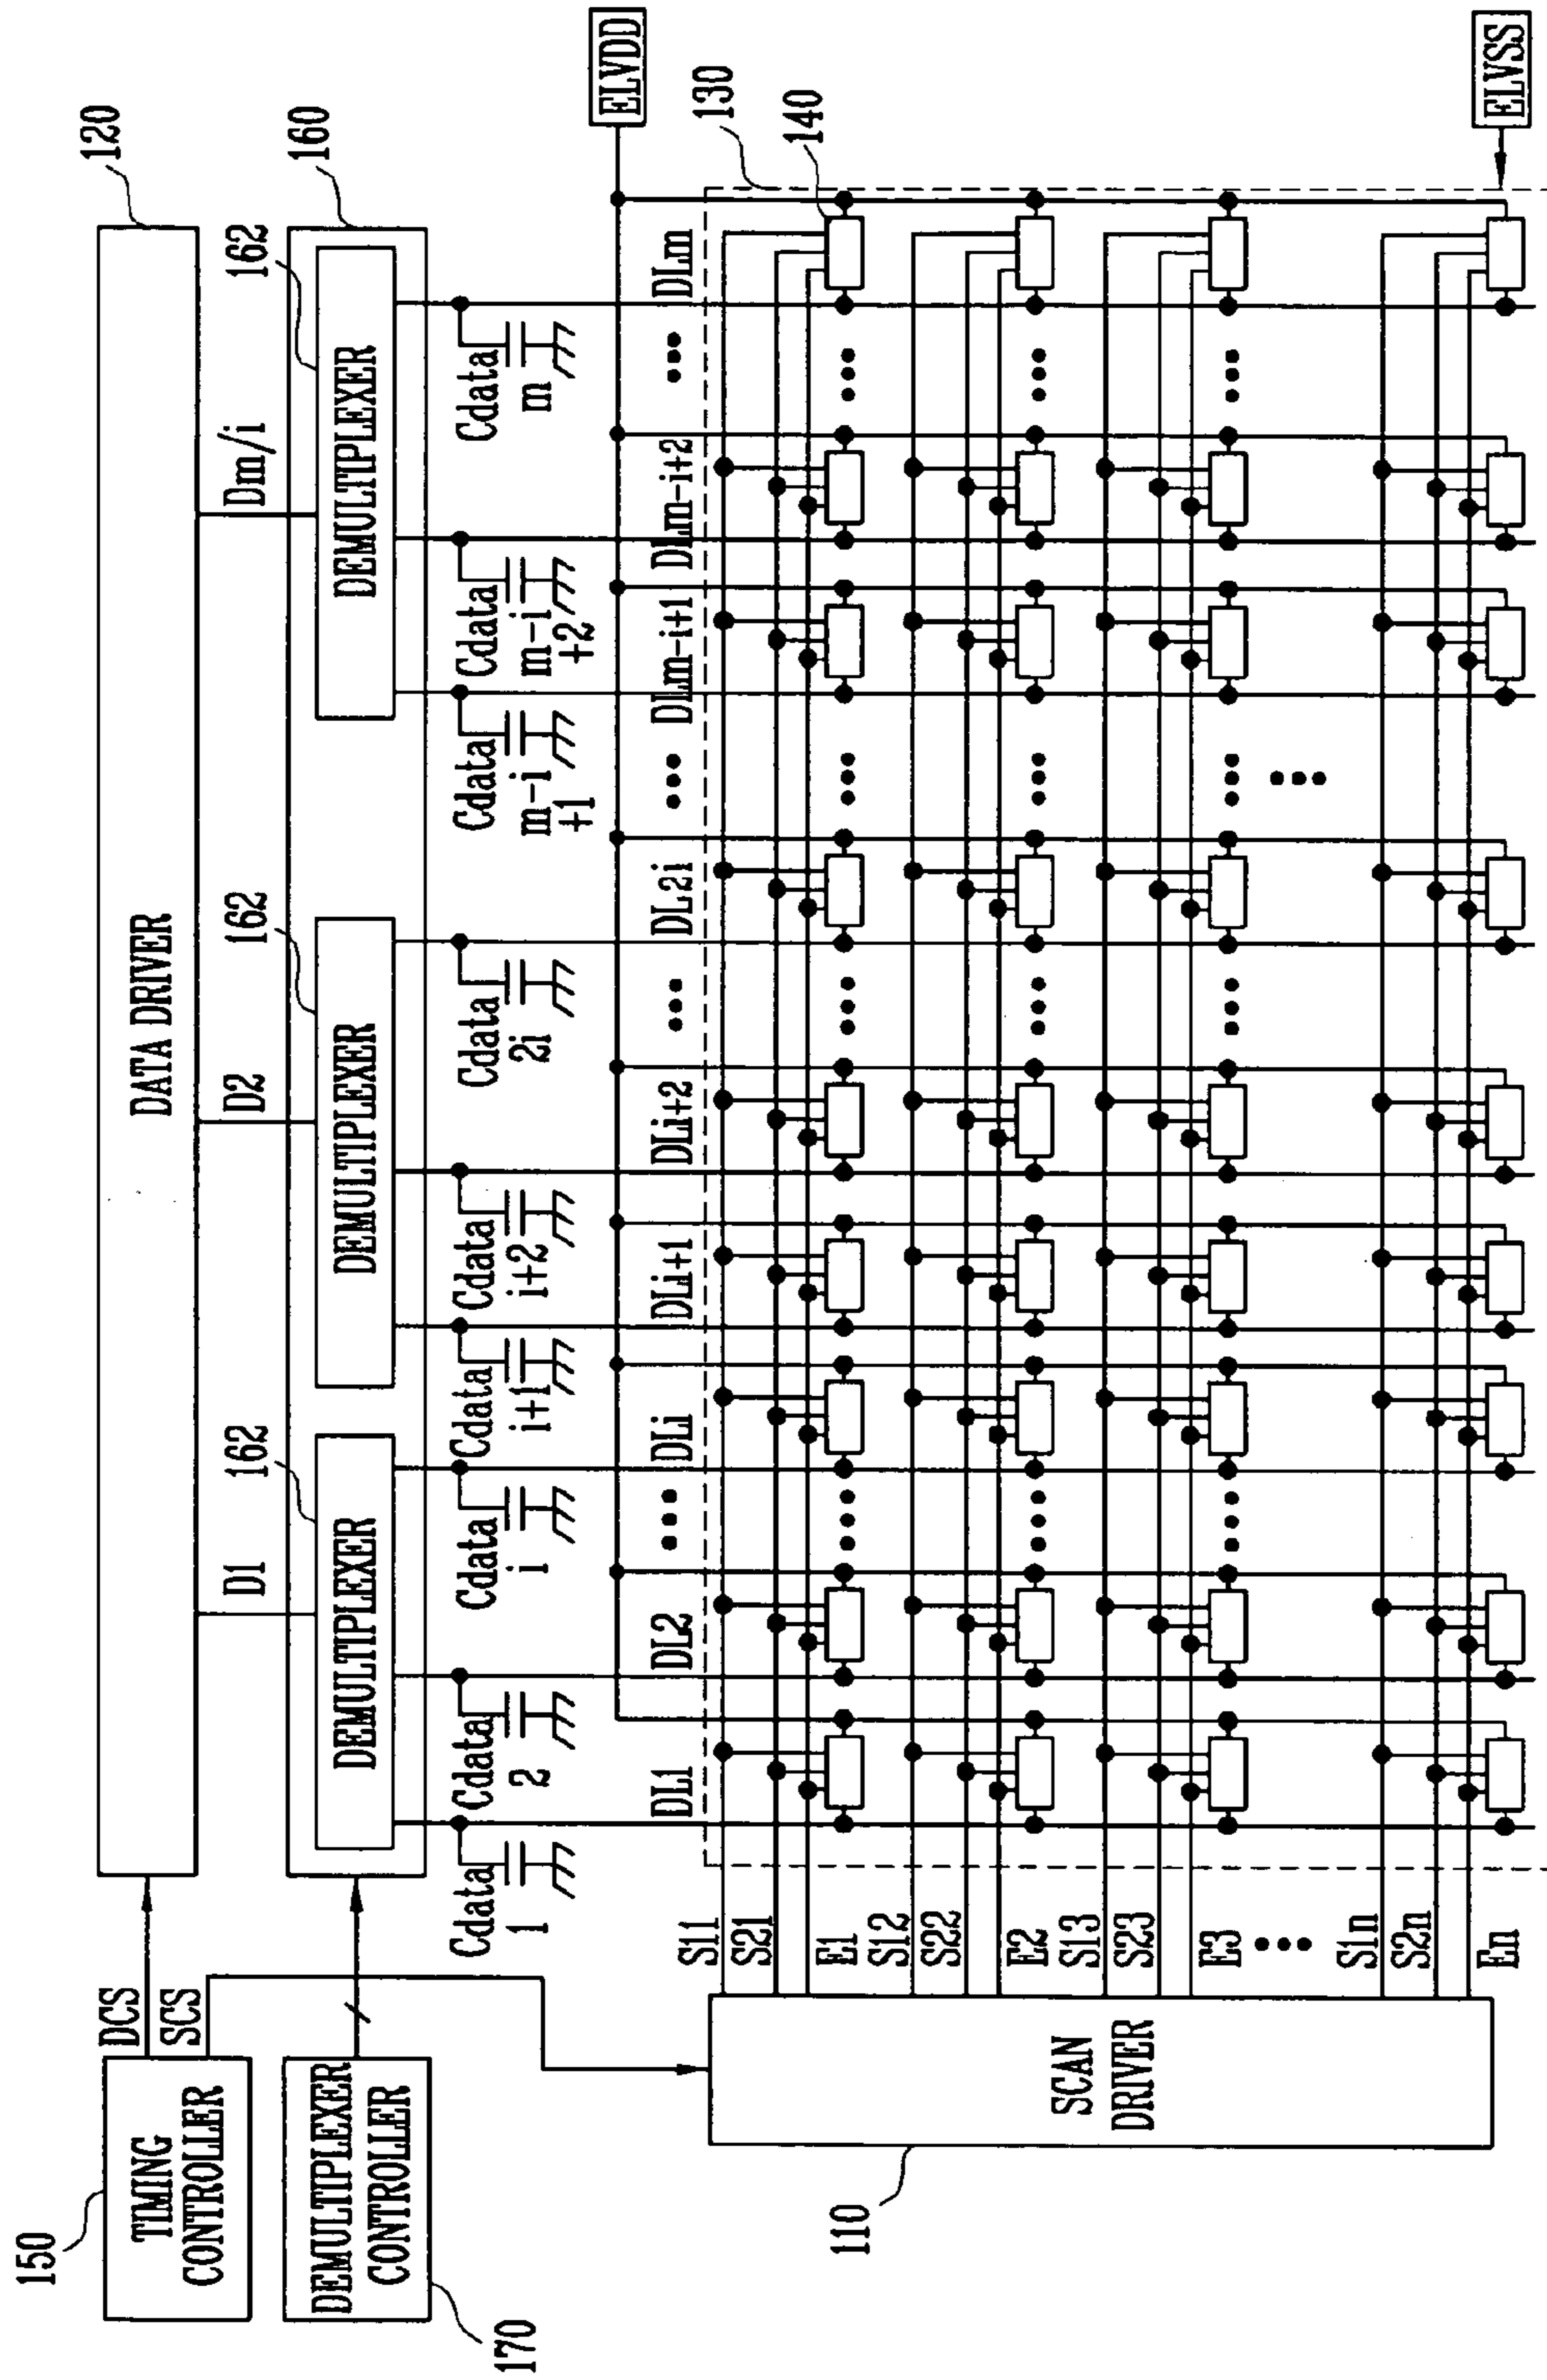 150
TIMING
CONTROLLER
DCS
SCS
DATA DRIVER
120
D1
D2
Dm/i
170
DEMULTIPLEXER
CONTROLLER
160
162
DEMULTIPLEXER
162
DEMULTIPLEXER
162
DEMULTIPLEXER
Cdata
1
Cdata
2
Cdata
i
Cdata
i+1
Cdata
i+2
Cdata
2i
Cdata
m-i
+1
Cdata
m-i
+2
Cdata
m
ELVDD
DL1
DL2
•••
DLi
DLi+1
DLi+2
•••
DL2i
•••
DLm-i+1
DLm-i+2
•••
DLm
130
140
110
SCAN
DRIVER
S11
S21
E1
S12
S22
E2
S13
S23
E3
•••
S1n
S2n
En
ELVSS